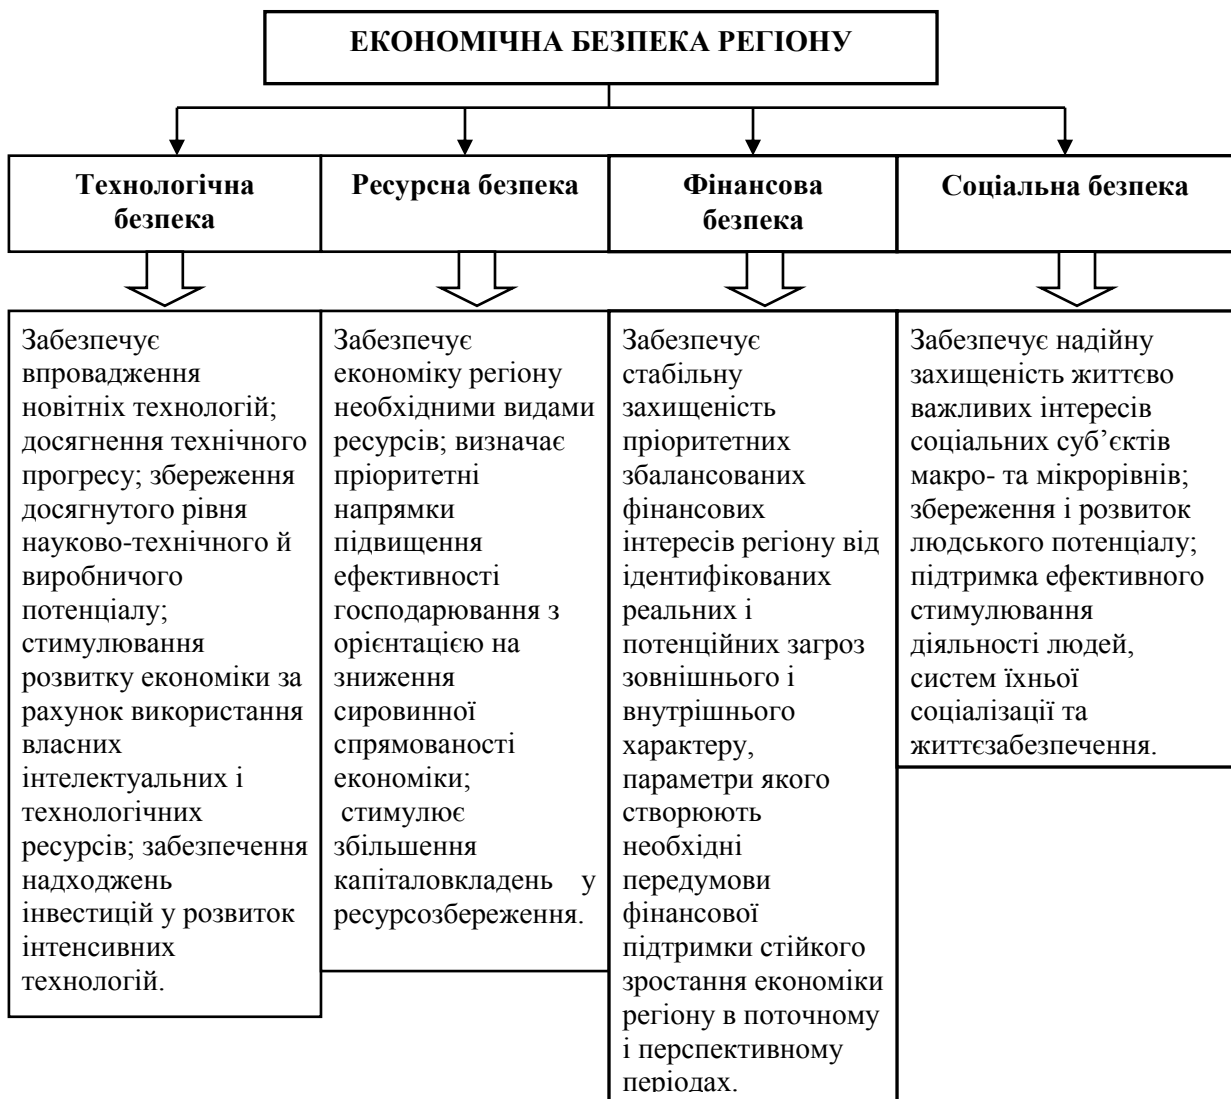 ЕКОНОМІЧНА БЕЗПЕКА РЕГІОНУ
Технологічна
безпека
Ресурсна безпека
Фінансова
безпека
Соціальна безпека
Забезпечує
впровадження
новітніх технологій;
досягнення технічного
прогресу; збереження
досягнутого рівня
науково-технічного й
виробничого
потенціалу;
стимулювання
розвитку економіки за
рахунок використання
власних
інтелектуальних і
технологічних
ресурсів; забезпечення
надходжень
інвестицій у розвиток
інтенсивних
технологій.
Забезпечує
економіку регіону
необхідними видами
ресурсів; визначає
пріоритетні
напрямки
підвищення
ефективності
господарювання з
орієнтацією на
зниження
сировинної
спрямованості
економіки;
стимулює
збільшення
капіталовкладень у
ресурсозбереження.
Забезпечує
стабільну
захищеність
пріоритетних
збалансованих
фінансових
інтересів регіону від
ідентифікованих
реальних і
потенційних загроз
зовнішнього і
внутрішнього
характеру,
параметри якого
створюють
необхідні
передумови
фінансової
підтримки стійкого
зростання економіки
регіону в поточному
і перспективному
періодах.
Забезпечує надійну
захищеність життєво
важливих інтересів
соціальних суб’єктів
макро- та мікрорівнів;
збереження і розвиток
людського потенціалу;
підтримка ефективного
стимулювання
діяльності людей,
систем їхньої
соціалізації та
життєзабезпечення.